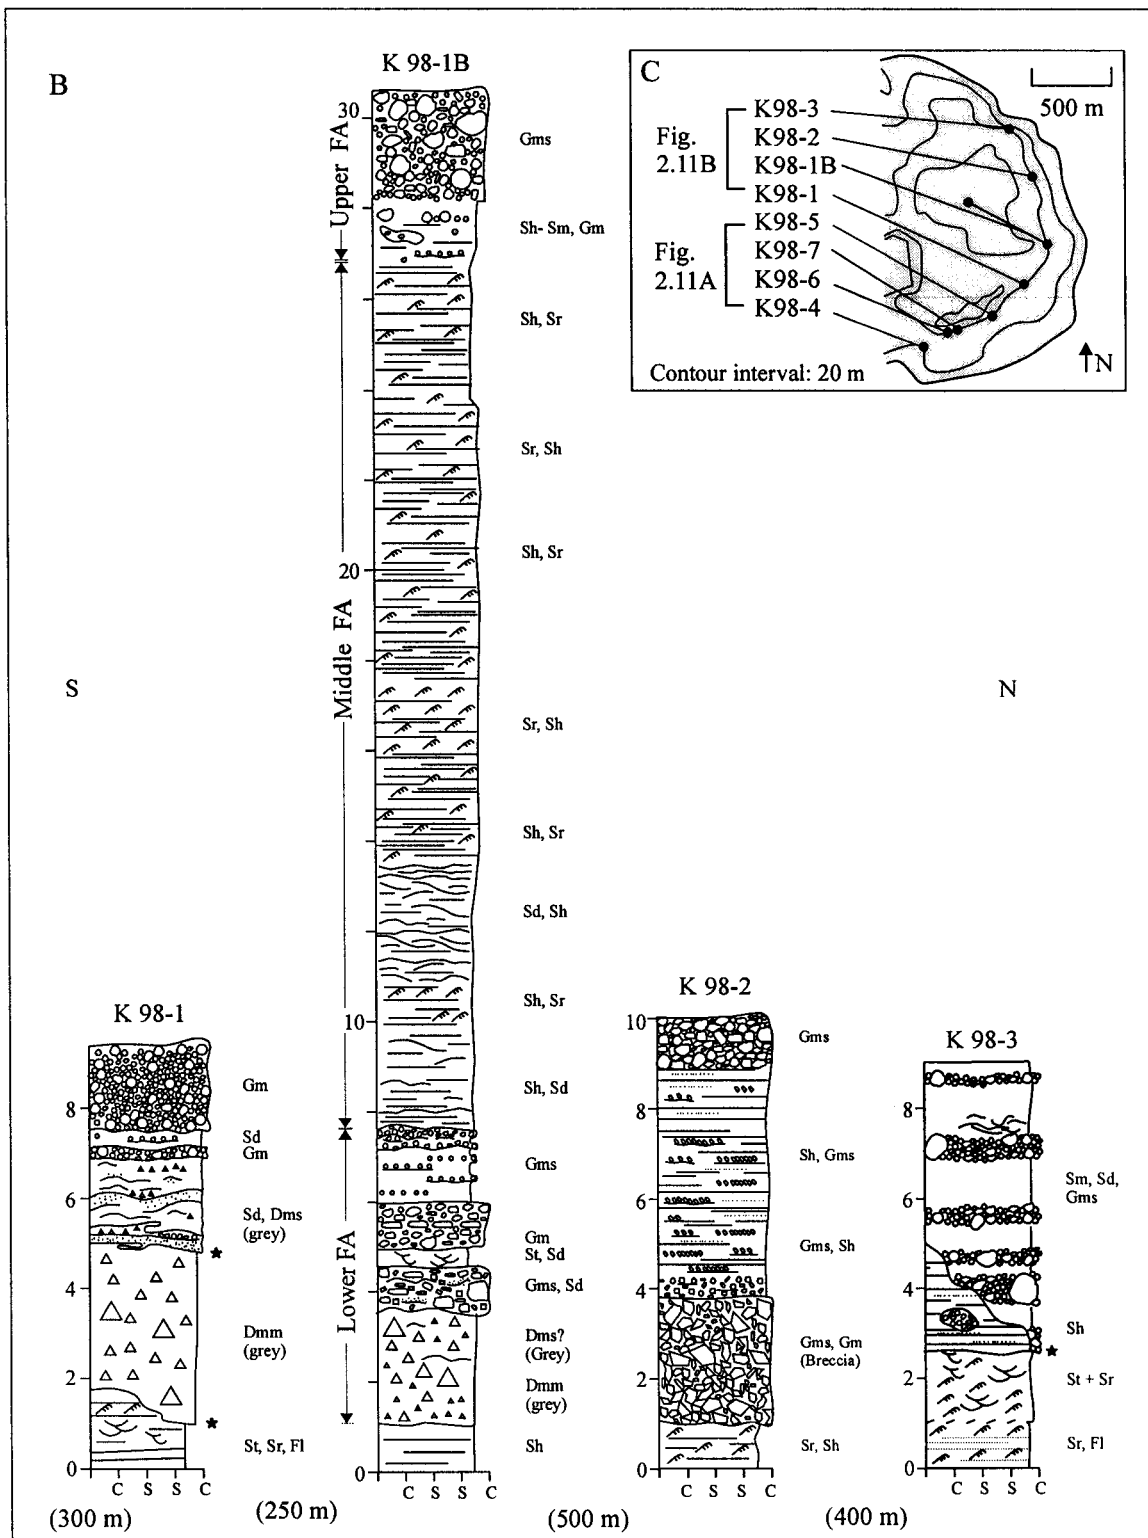 B
K 98-1B
30
20
10
0
Upper FA
Middle FA
Lower FA
Gms
Sh- Sm, Gm
Sh, Sr
Sr, Sh
Sh, Sr
Sr, Sh
Sh, Sr
Sd, Sh
Sh, Sr
Sh, Sd
Gms
Gm
St, Sd
Gms, Sd
Dms?
(Grey)
Dmm
(grey)
Sh
C S S C
C
500 m
Fig.
2.11B
K98-3
K98-2
K98-1B
K98-1
Fig.
2.11A
K98-5
K98-7
K98-6
K98-4
Contour interval: 20 m
N
S
N
K 98-1
8
6
4
2
0
Gm
Sd
Gm
Sd, Dms
(grey)
Dmm
(grey)
St, Sr, Fl
C S S C
K 98-2
10
8
6
4
2
0
Gms
Sh, Gms
Gms, Sh
Gms, Gm
(Breccia)
Sr, Sh
C S S C
K 98-3
8
6
4
2
0
Sm, Sd,
Gms
Sh
St + Sr
Sr, Fl
C S S C
(300 m)
(250 m)
(500 m)
(400 m)